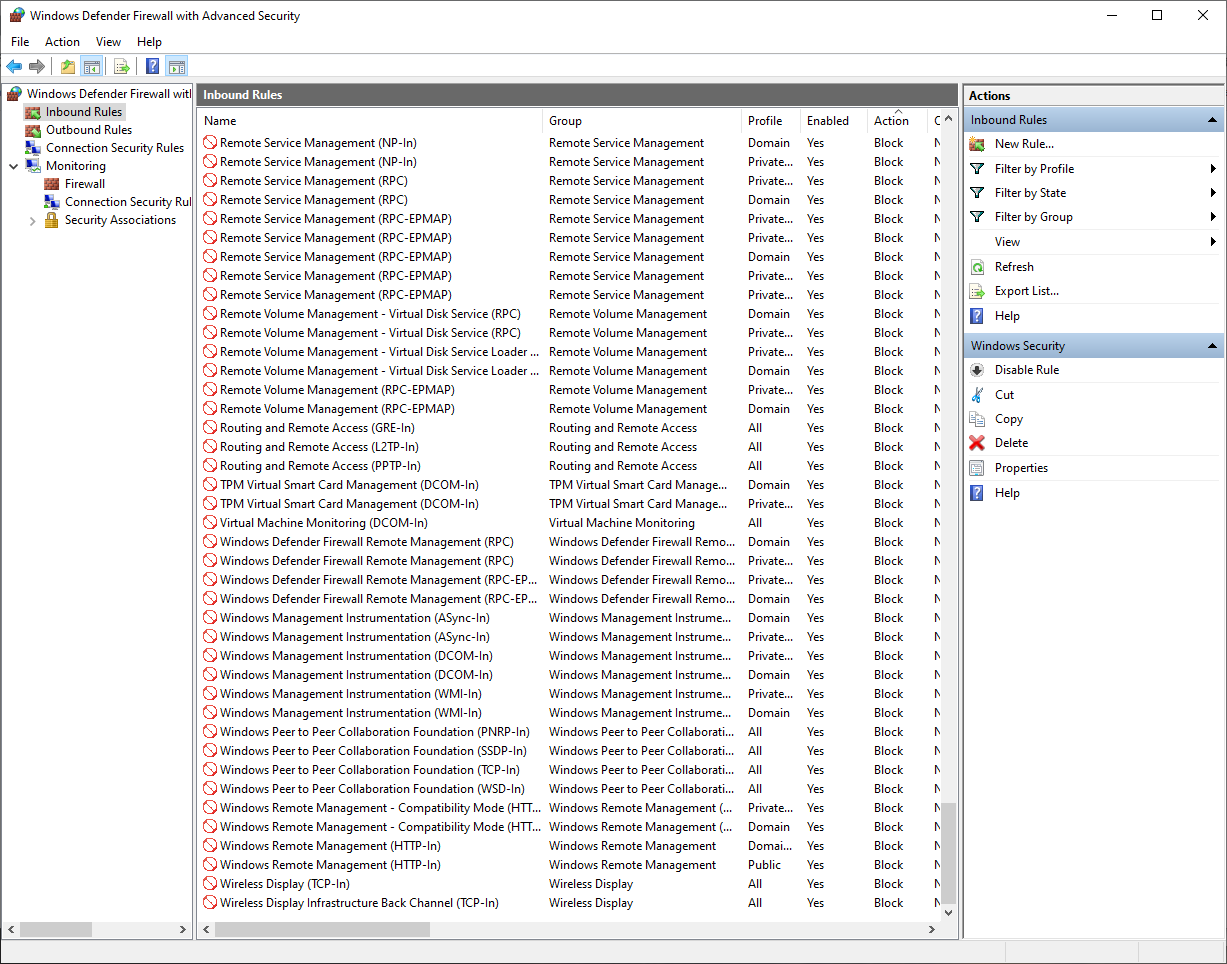 Windows Defender Firewall with Advanced Security
File Action View Help
Windows Defender Firewall witl
Inbound Rules
Outbound Rules
Connection Security Rules
Monitoring
Firewall
Connection Security Rul
Security Associations
Inbound Rules
Name Group Profile Enabled Action C
Remote Service Management (NP-In) Remote Service Management Domain Yes Block N
Remote Service Management (NP-In) Remote Service Management Private... Yes Block N
Remote Service Management (RPC) Remote Service Management Private... Yes Block N
Remote Service Management (RPC) Remote Service Management Domain Yes Block N
Remote Service Management (RPC-EPMAP) Remote Service Management Private... Yes Block N
Remote Service Management (RPC-EPMAP) Remote Service Management Private... Yes Block N
Remote Service Management (RPC-EPMAP) Remote Service Management Domain Yes Block N
Remote Service Management (RPC-EPMAP) Remote Service Management Private... Yes Block N
Remote Service Management (RPC-EPMAP) Remote Service Management Private... Yes Block N
Remote Volume Management - Virtual Disk Service (RPC) Remote Volume Management Domain Yes Block N
Remote Volume Management - Virtual Disk Service (RPC) Remote Volume Management Private... Yes Block N
Remote Volume Management - Virtual Disk Service Loader ... Remote Volume Management Private... Yes Block N
Remote Volume Management - Virtual Disk Service Loader ... Remote Volume Management Domain Yes Block N
Remote Volume Management (RPC-EPMAP) Remote Volume Management Private... Yes Block N
Remote Volume Management (RPC-EPMAP) Remote Volume Management Domain Yes Block N
Routing and Remote Access (GRE-In) Routing and Remote Access All Yes Block N
Routing and Remote Access (L2TP-In) Routing and Remote Access All Yes Block N
Routing and Remote Access (PPTP-In) Routing and Remote Access All Yes Block N
TPM Virtual Smart Card Management (DCOM-In) TPM Virtual Smart Card Manage... Domain Yes Block N
TPM Virtual Smart Card Management (DCOM-In) TPM Virtual Smart Card Manage... Private... Yes Block N
Virtual Machine Monitoring (DCOM-In) Virtual Machine Monitoring All Yes Block N
Windows Defender Firewall Remote Management (RPC) Windows Defender Firewall Remo... Domain Yes Block N
Windows Defender Firewall Remote Management (RPC) Windows Defender Firewall Remo... Private... Yes Block N
Windows Defender Firewall Remote Management (RPC-EP... Windows Defender Firewall Remo... Private... Yes Block N
Windows Defender Firewall Remote Management (RPC-EP... Windows Defender Firewall Remo... Domain Yes Block N
Windows Management Instrumentation (ASync-In) Windows Management Instrume... Domain Yes Block N
Windows Management Instrumentation (ASync-In) Windows Management Instrume... Private... Yes Block N
Windows Management Instrumentation (DCOM-In) Windows Management Instrume... Private... Yes Block N
Windows Management Instrumentation (DCOM-In) Windows Management Instrume... Domain Yes Block N
Windows Management Instrumentation (WMI-In) Windows Management Instrume... Private... Yes Block N
Windows Management Instrumentation (WMI-In) Windows Management Instrume... Domain Yes Block N
Windows Peer to Peer Collaboration Foundation (PNRP-In) Windows Peer to Peer Collaborati... All Yes Block N
Windows Peer to Peer Collaboration Foundation (SSDP-In) Windows Peer to Peer Collaborati... All Yes Block N
Windows Peer to Peer Collaboration Foundation (TCP-In) Windows Peer to Peer Collaborati... All Yes Block N
Windows Peer to Peer Collaboration Foundation (WSD-In) Windows Peer to Peer Collaborati... All Yes Block N
Windows Remote Management - Compatibility Mode (HTT... Windows Remote Management (... Private... Yes Block N
Windows Remote Management - Compatibility Mode (HTT... Windows Remote Management (... Domain Yes Block N
Windows Remote Management (HTTP-In) Windows Remote Management Domai... Yes Block N
Windows Remote Management (HTTP-In) Windows Remote Management Public Yes Block N
Wireless Display (TCP-In) Wireless Display All Yes Block N
Wireless Display Infrastructure Back Channel (TCP-In) Wireless Display All Yes Block N
Actions
Inbound Rules
New Rule...
Filter by Profile
Filter by State
Filter by Group
View
Refresh
Export List...
Help
Windows Security
Disable Rule
Cut
Copy
Delete
Properties
Help